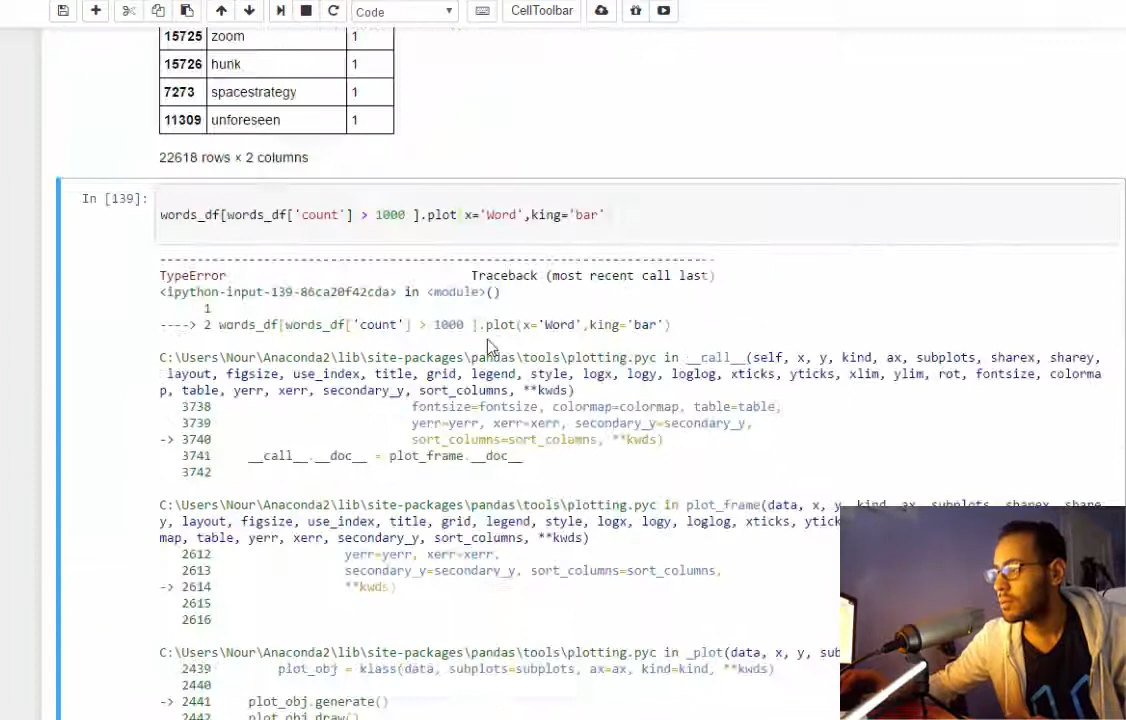 Code
CellToolbar
15725 zoom 1
15726 hunk 1
7273 spacestrategy 1
11309 unforeseen 1
22618 rows × 2 columns
In [139]:
words_df[words_df['count'] > 1000 ].plot(x='Word',king='bar'
---------------------------------------------------------------------------
TypeError Traceback (most recent call last)
<ipython-input-139-86ca20f42cda> in <module>()
1
----> 2 words_df[words_df['count'] > 1000 ].plot(x='Word',king='bar')
C:\Users\Nour\Anaconda2\lib\site-packages\pandas\tools\plotting.pyc in __call__(self, x, y, kind, ax, subplots, sharex, sharey,
layout, figsize, use_index, title, grid, legend, style, logx, logy, loglog, xticks, yticks, xlim, ylim, rot, fontsize, colorma
p, table, yerr, xerr, secondary_y, sort_columns, **kwds)
3738 fontsize=fontsize, colormap=colormap, table=table,
3739 yerr=yerr, xerr=xerr, secondary_y=secondary_y,
-> 3740 sort_columns=sort_columns, **kwds)
3741 __call__.__doc__ = plot_frame.__doc__
3742
C:\Users\Nour\Anaconda2\lib\site-packages\pandas\tools\plotting.pyc in plot_frame(data, x, y, kind, ax, subplots, sharex, share
y, layout, figsize, use_index, title, grid, legend, style, logx, logy, loglog, xticks, ytick
map, table, yerr, xerr, secondary_y, sort_columns, **kwds)
2612 yerr=yerr, xerr=xerr,
2613 secondary_y=secondary_y, sort_columns=sort_columns,
-> 2614 **kwds)
2615
2616
C:\Users\Nour\Anaconda2\lib\site-packages\pandas\tools\plotting.pyc in _plot(data, x, y, sub
2439 plot_obj = klass(data, subplots=subplots, ax=ax, kind=kind, **kwds)
2440
-> 2441 plot_obj.generate()
2442 plot_obj.draw()